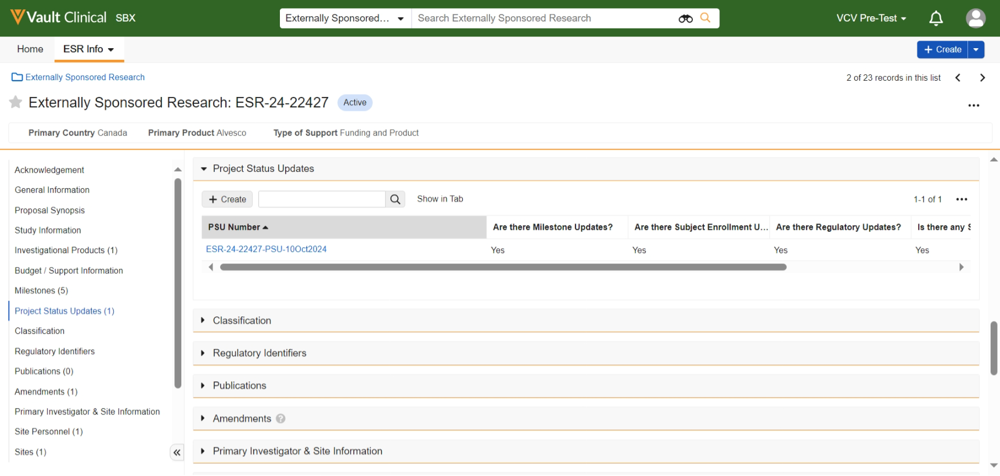 Vault Clinical SBX
Externally Sponsored...
Search Externally Sponsored Research
VCV Pre-Test
Home
ESR Info
Create
Externally Sponsored Research
2 of 23 records in this list
Externally Sponsored Research: ESR-24-22427
Active
Primary Country Canada
Primary Product Alvesco
Type of Support Funding and Product
Acknowledgement
General Information
Proposal Synopsis
Study Information
Investigational Products (1)
Budget / Support Information
Milestones (5)
Project Status Updates (1)
Classification
Regulatory Identifiers
Publications (0)
Amendments (1)
Primary Investigator & Site Information
Site Personnel (1)
Sites (1)
Project Status Updates
Create
Show in Tab
1-1 of 1
PSU Number
Are there Milestone Updates?
Are there Subject Enrollment U...
Are there Regulatory Updates?
Is there any
ESR-24-22427-PSU-10Oct2024
Yes
Yes
Yes
Yes
Classification
Regulatory Identifiers
Publications
Amendments ?
Primary Investigator & Site Information